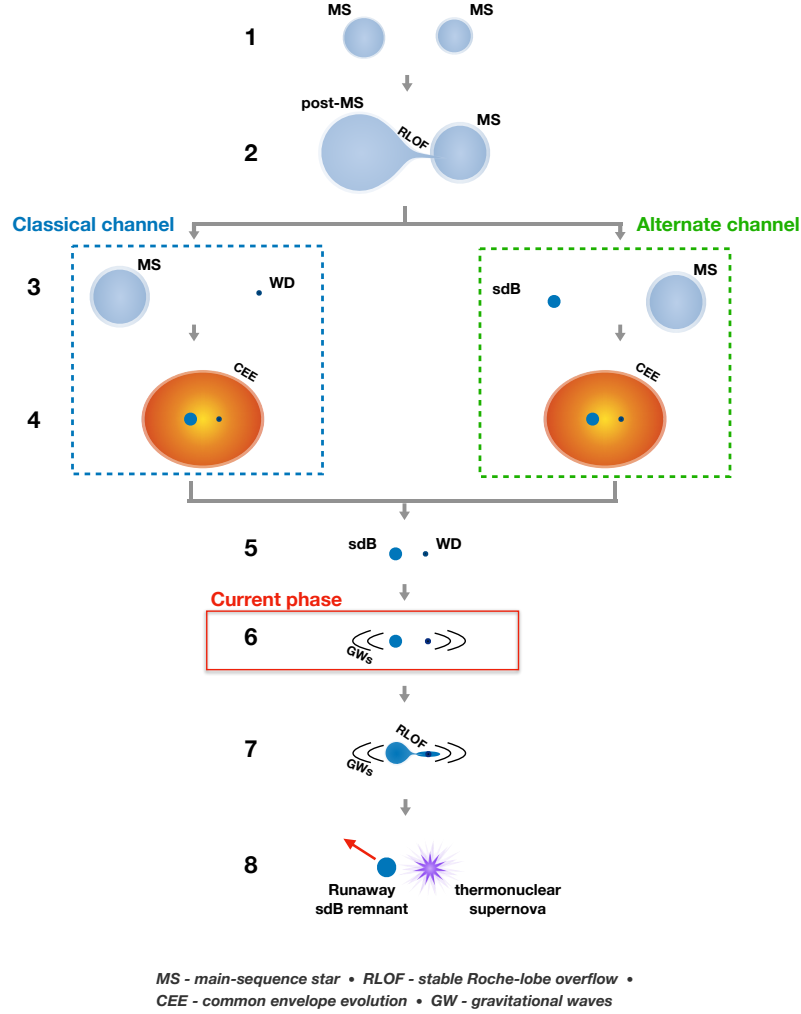 MS
MS
1
post-MS
RLOF
MS
2
Classical channel
Alternate channel
MS
WD
sdB
MS
3
CEE
CEE
4
5
sdB
WD
Current phase
6
GWs
RLOF
7
GWs
8
Runaway
sdB remnant
thermonuclear
supernova
MS - main-sequence star • RLOF - stable Roche-lobe overflow •
CEE - common envelope evolution • GW - gravitational waves